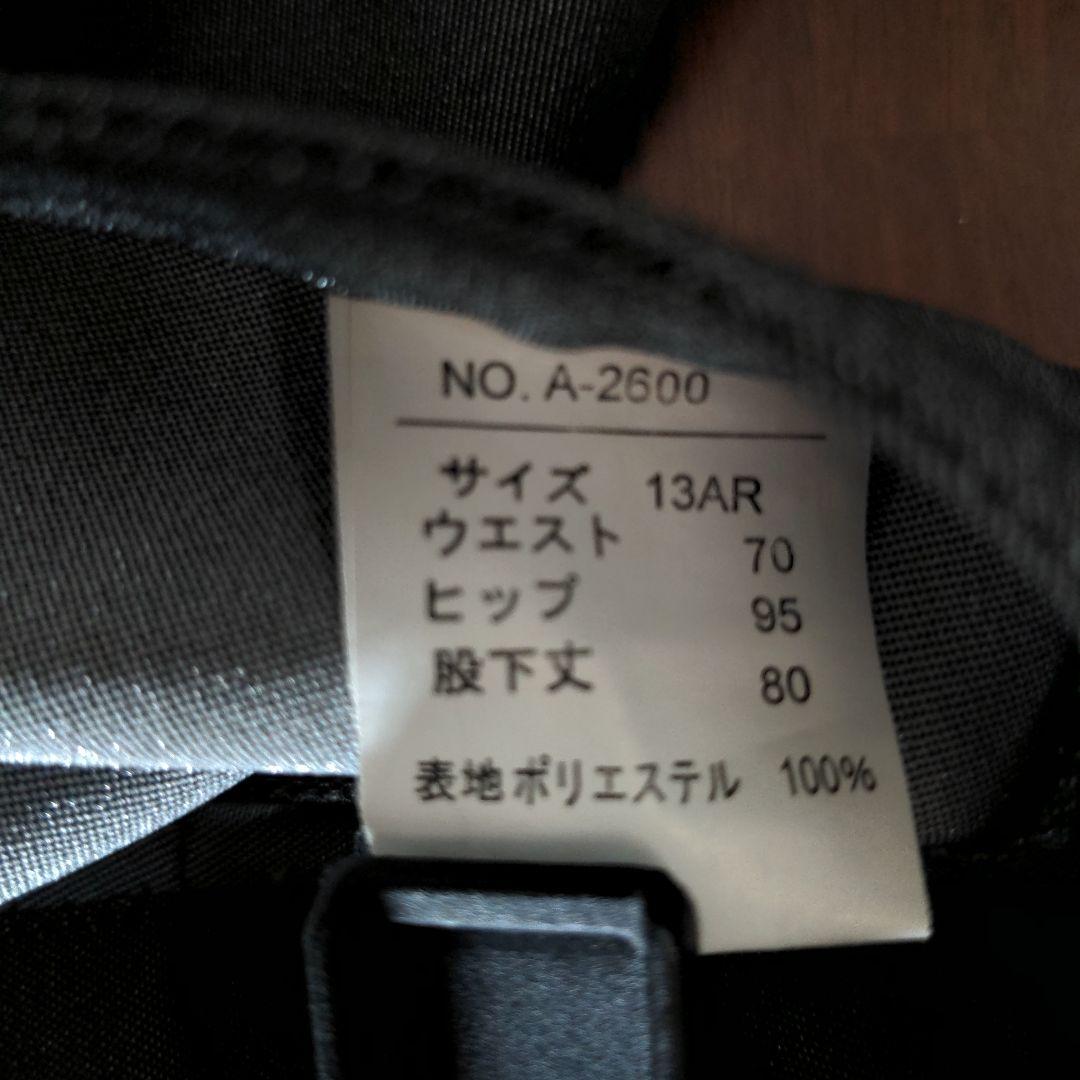 NO. A-2600
サイズ 13AR
ウエスト 70
ヒップ 95
股下丈 80
表地ポリエステル 100%